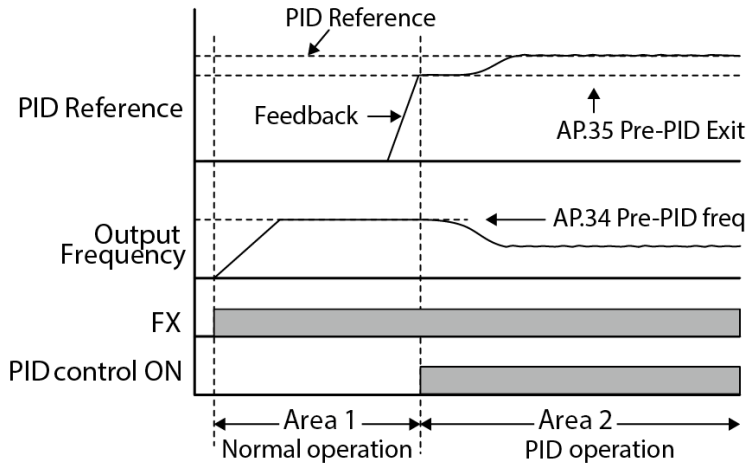 PID Reference
PID Reference
Feedback
AP.35 Pre-PID Exit
AP.34 Pre-PID freq
Output
Frequency
FX
PID control ON
Area 1
Area 2
Normal operation
PID operation